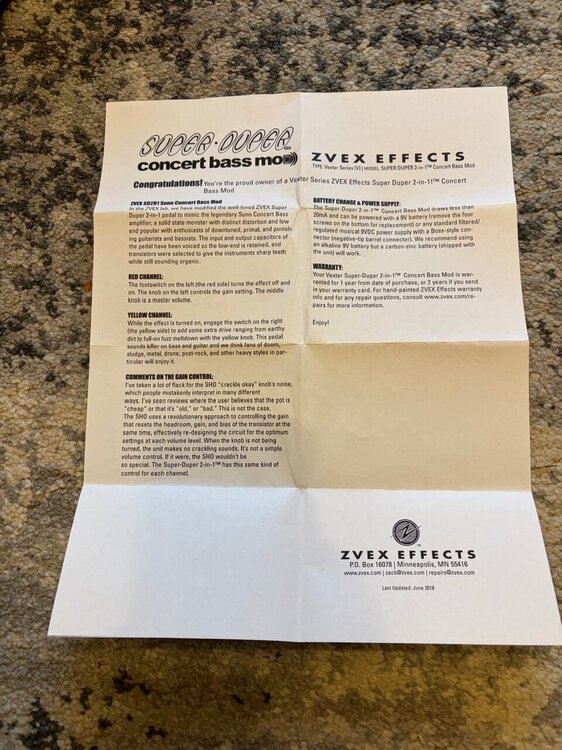 SUPER·DUPER
concert bass mod
ZVEX EFFECTS
TYPE: Vexter Series [V] | MODEL: SUPER DUPER 2-in-1™ Concert Bass Mod
Congratulations! You're the proud owner of a Vexter Series ZVEX Effects Super Duper 2-in-1!™ Concert
Bass Mod
ZVEX SD2N1 Sunn Concert Bass Mod
In the ZVEX lab, we have modified the well-loved ZVEX Super
Duper 2-in-1 pedal to mimic the legendary Sunn Concert Bass
amplifier, a solid state monster with distinct distortion and low
end popular with enthusiasts of downtuned, primal, and punish-
ing guitarists and bassists. The input and output capacitors of
the pedal have been voiced so the low-end is retained, and
transistors were selected to give the instruments sharp teeth
while still sounding organic.
RED CHANNEL:
The footswitch on the left (the red side) turns the effect off and
on. The knob on the left controls the gain setting. The middle
knob is a master volume.
YELLOW CHANNEL:
While the effect is turned on, engage the switch on the right
(the yellow side) to add some extra drive ranging from earthy
dirt to full-on fuzz meltdown with the yellow knob. This pedal
sounds killer on bass and guitar and we think fans of doom,
sludge, metal, drone, post-rock, and other heavy styles in par-
ticular will enjoy it.
COMMENTS ON THE GAIN CONTROL:
I've taken a lot of flack for the SHO "crackle okay" knob's noise,
which people mistakenly interpret in many different
ways. I've seen reviews where the user believes that the pot is
"cheap" or that it's "old," or "bad." This is not the case.
The SHO uses a revolutionary approach to controlling the gain
that resets the headroom, gain, and bias of the transistor at the
same time, effectively re-designing the circuit for the optimum
settings at each volume level. When the knob is not being
turned, the unit makes no crackling sounds. It's not a simple
volume control. If it were, the SHO wouldn't be
so special. The Super-Duper 2-in-1™ has this same kind of
control for each channel.
BATTERY CHANGE & POWER SUPPLY:
The Super-Duper 2-in-1™ Concert Bass Mod draws less than
20mA and can be powered with a 9V battery (remove the four
screws on the bottom for replacement) or any standard filtered/
regulated musical 9VDC power supply with a Boss-style con-
nector (negative-tip barrel connector). We recommend using
an alkaline 9V battery but a carbon-zinc battery (shipped with
the unit) will work.
WARRANTY:
Your Vexter Super-Duper 2-in-1™ Concert Bass Mod is war-
ranted for 1 year from date of purchase, or 2 years if you send
in your warranty card. For hand-painted ZVEX Effects warranty
info and for any repair questions, consult www.zvex.com/re-
pairs for more information.
Enjoy!
ZVEX EFFECTS
P.O. Box 16078 | Minneapolis, MN 55416
www.zvex.com | zack@zvex.com | repairs@zvex.com
Last Updated: June 2018